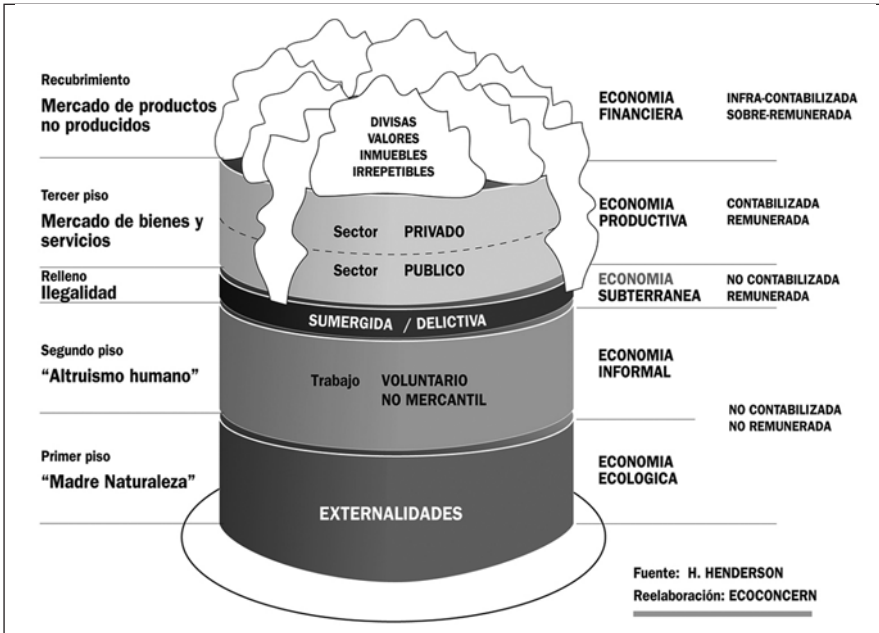 Recubrimiento
Mercado de productos
no producidos
DIVISAS
VALORES
INMUEBLES
IRREPETIBLES
ECONOMIA
FINANCIERA
INFRA-CONTABILIZADA
SOBRE-REMUNERADA
Tercer piso
Mercado de bienes y
servicios
Sector PRIVADO
Sector PUBLICO
ECONOMIA
PRODUCTIVA
CONTABILIZADA
REMUNERADA
Relleno
Ilegalidad
SUMERGIDA / DELICTIVA
ECONOMIA
SUBTERRANEA
NO CONTABILIZADA
REMUNERADA
Segundo piso
“Altruismo humano”
Trabajo VOLUNTARIO
NO MERCANTIL
ECONOMIA
INFORMAL
NO CONTABILIZADA
NO REMUNERADA
Primer piso
“Madre Naturaleza”
EXTERNALIDADES
ECONOMIA
ECOLOGICA
Fuente: H. HENDERSON
Reelaboración: ECOCONCERN